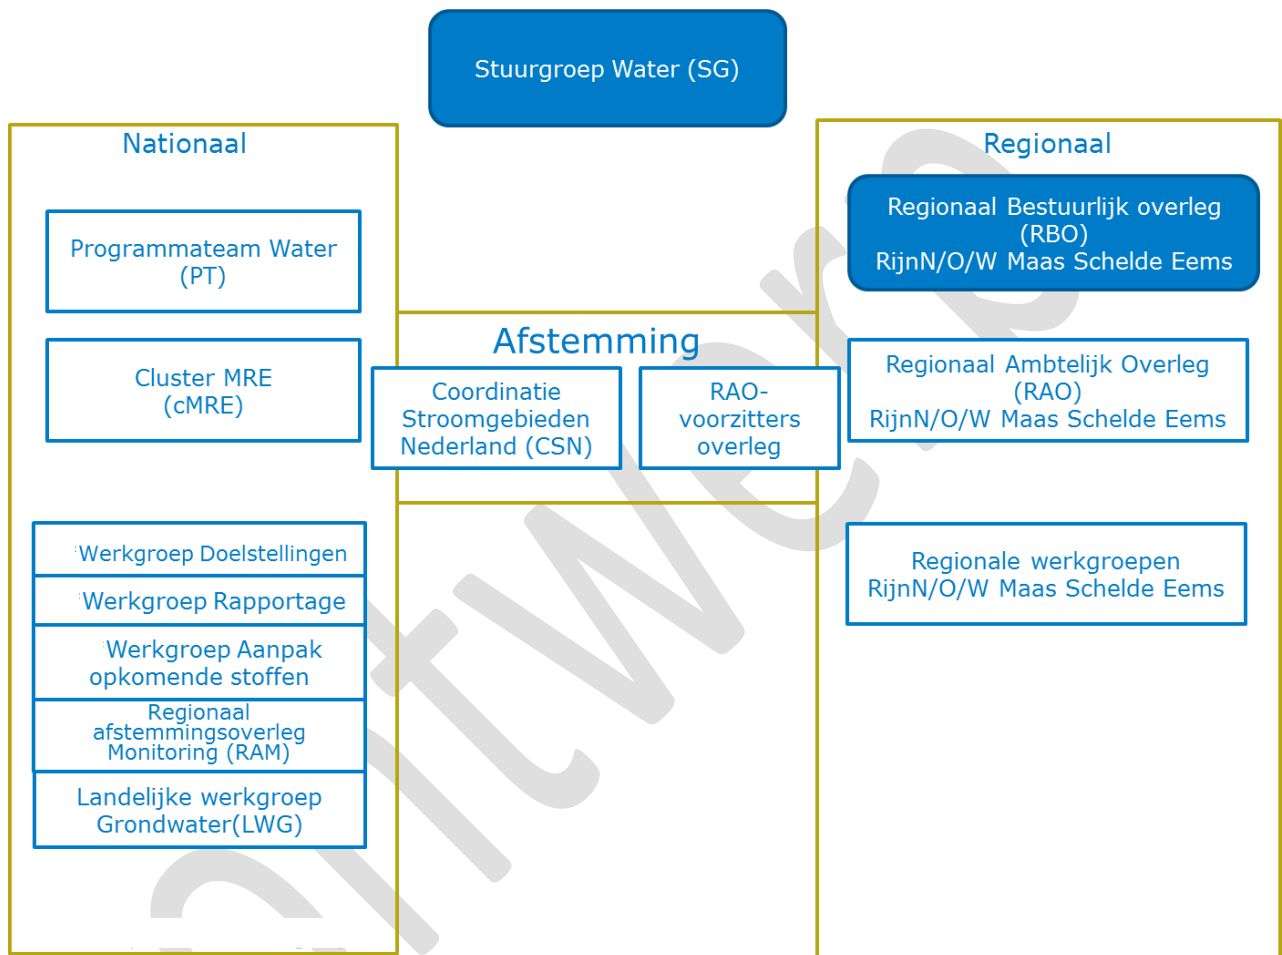 Stuurgroep Water (SG)
Nationaal
Programmateam Water
(PT)
Cluster MRE
(cMRE)
Werkgroep Doelstellingen
Werkgroep Rapportage
Werkgroep Aanpak
opkomende stoffen
Regionaal
afstemmingsoverleg
Monitoring (RAM)
Landelijke werkgroep
Grondwater(LWG)
Afstemming
Coordinatie
Stroomgebieden
Nederland (CSN)
RAO-
voorzitters
overleg
Regionaal
Regionaal Bestuurlijk overleg
(RBO)
RijnN/O/W Maas Schelde Eems
Regionaal Ambtelijk Overleg
(RAO)
RijnN/O/W Maas Schelde Eems
Regionale werkgroepen
RijnN/O/W Maas Schelde Eems
ntwerp